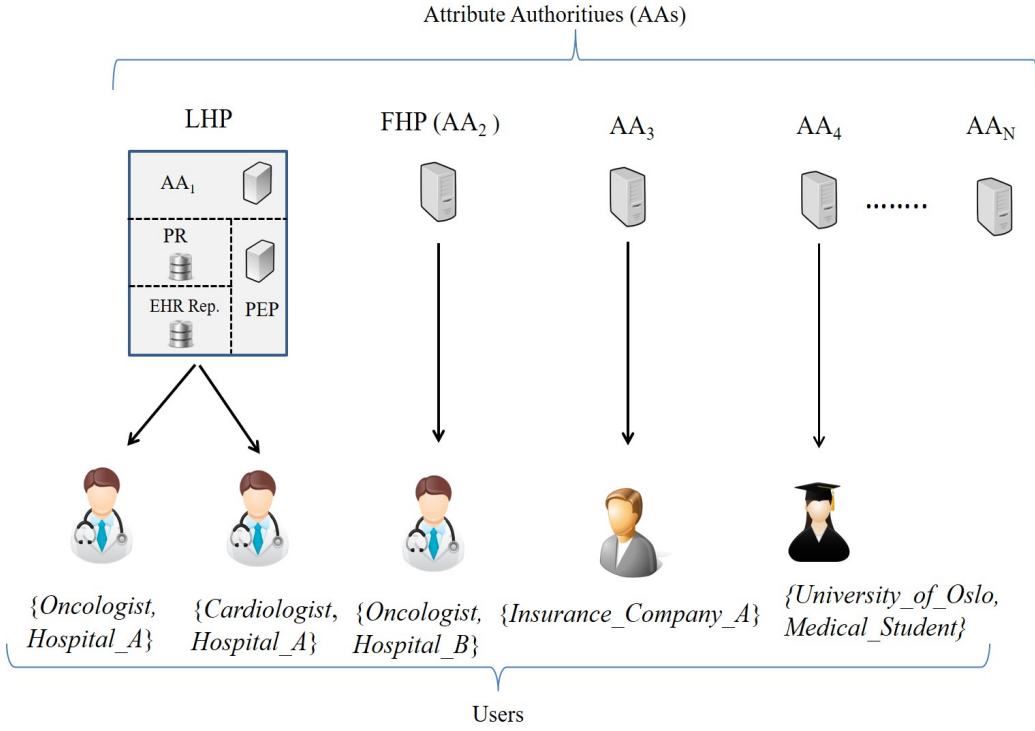 Attribute Authoritiues (AAs)
LHP
FHP (AA2 )
AA3
AA4
AAN
AA1
PR
EHR Rep.
PEP
........
{Oncologist,
Hospital_A}
{Cardiologist,
Hospital_A}
{Oncologist,
Hospital_B}
{Insurance_Company_A}
{University_of_Oslo,
Medical_Student}
Users